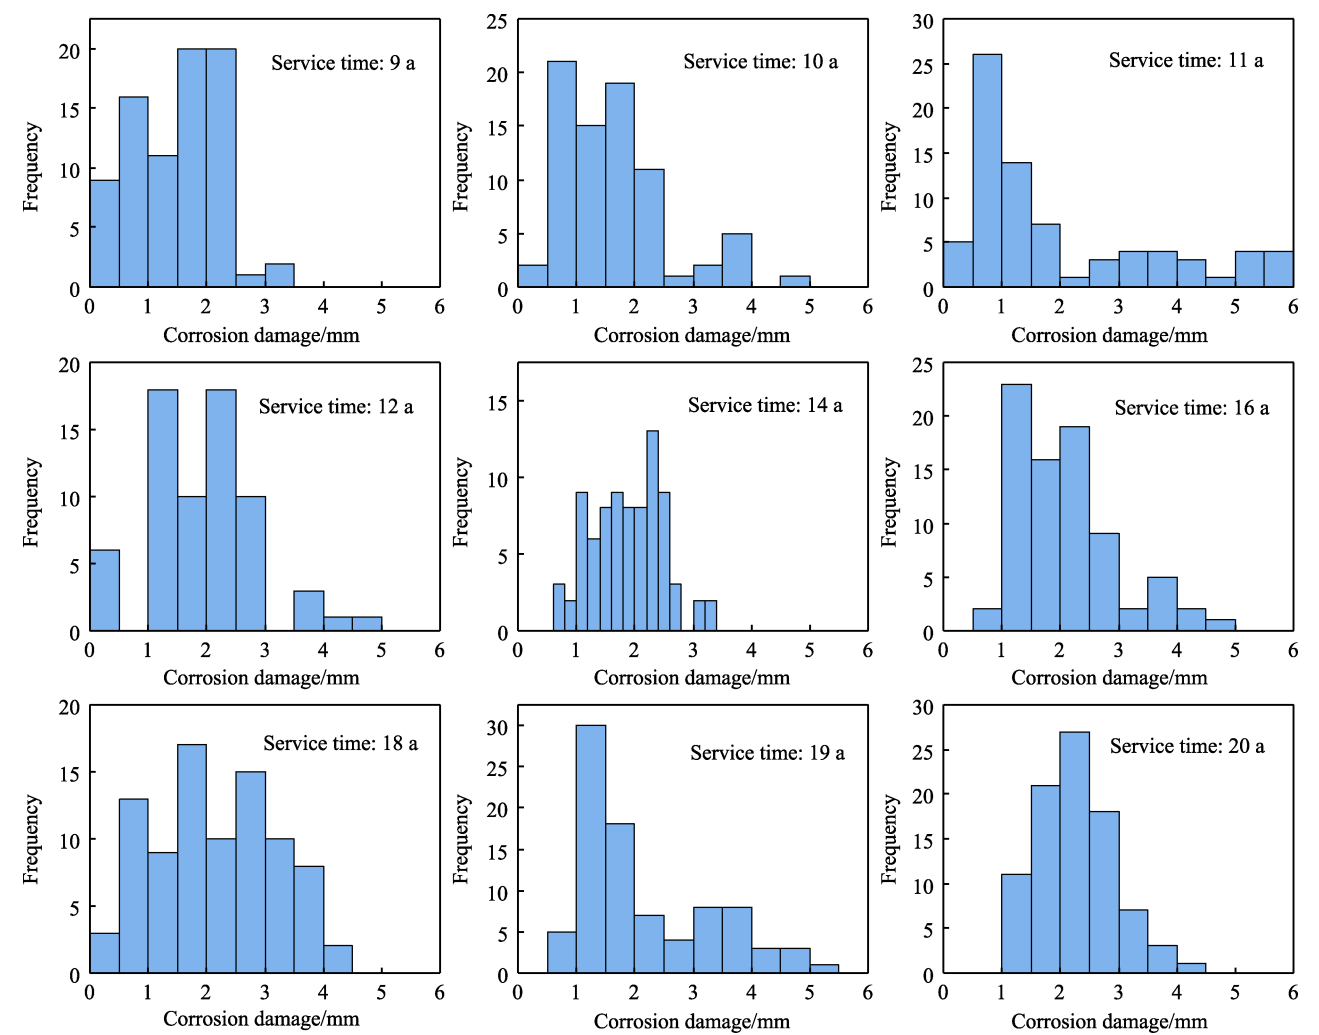 Service time: 9 a
20
15
10
5
0
Frequency
0 1 2 3 4 5 6
Corrosion damage/mm
Service time: 10 a
25
20
15
10
5
0
Frequency
0 1 2 3 4 5 6
Corrosion damage/mm
Service time: 11 a
30
25
20
15
10
5
0
Frequency
0 1 2 3 4 5 6
Corrosion damage/mm
Service time: 12 a
20
15
10
5
0
Frequency
0 1 2 3 4 5 6
Corrosion damage/mm
Service time: 14 a
15
10
5
0
Frequency
0 1 2 3 4 5 6
Corrosion damage/mm
Service time: 16 a
25
20
15
10
5
0
Frequency
0 1 2 3 4 5 6
Corrosion damage/mm
Service time: 18 a
20
15
10
5
0
Frequency
0 1 2 3 4 5 6
Corrosion damage/mm
Service time: 19 a
30
25
20
15
10
5
0
Frequency
0 1 2 3 4 5 6
Corrosion damage/mm
Service time: 20 a
30
25
20
15
10
5
0
Frequency
0 1 2 3 4 5 6
Corrosion damage/mm